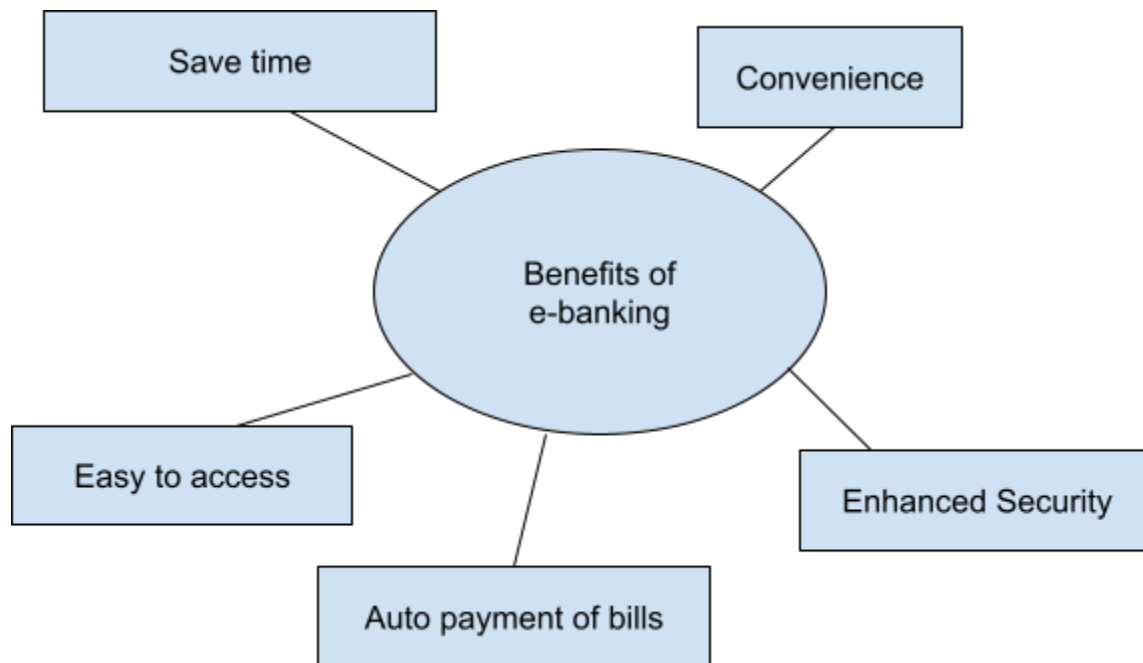 Save time
Convenience
Benefits of
e-banking
Easy to access
Enhanced Security
Auto payment of bills